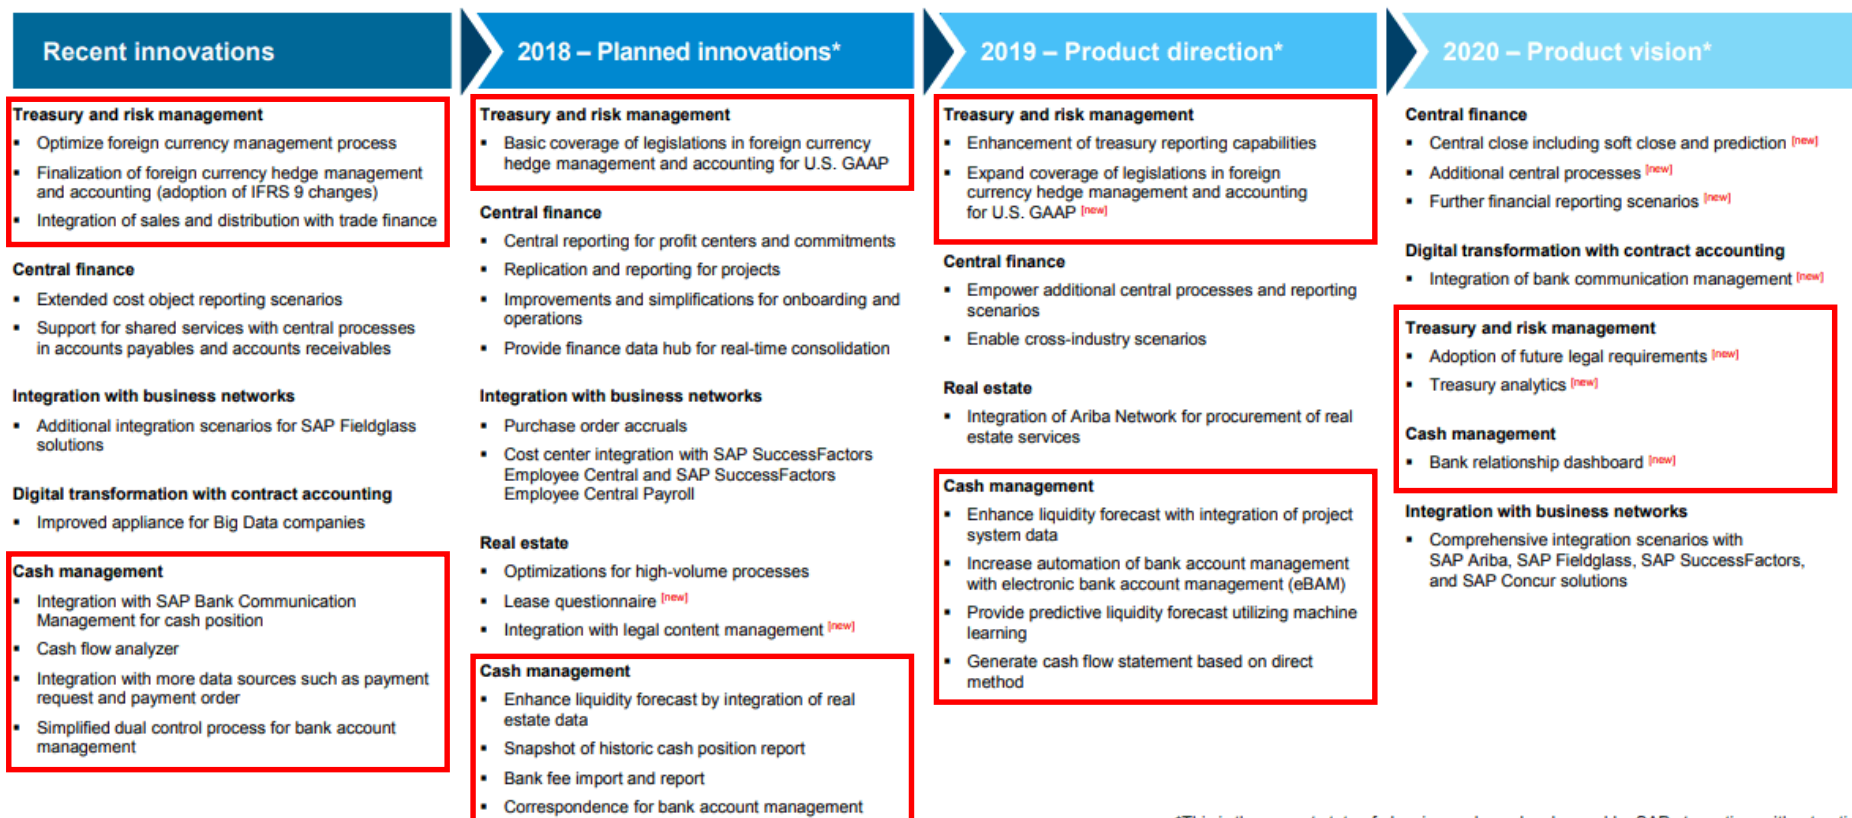 Recent innovations
2018 – Planned innovations*
2019 – Product direction*
2020 – Product vision*
Treasury and risk management
▪ Optimize foreign currency management process
▪ Finalization of foreign currency hedge management
and accounting (adoption of IFRS 9 changes)
▪ Integration of sales and distribution with trade finance
Central finance
▪ Extended cost object reporting scenarios
▪ Support for shared services with central processes
in accounts payables and accounts receivables
Integration with business networks
▪ Additional integration scenarios for SAP Fieldglass
solutions
Digital transformation with contract accounting
▪ Improved appliance for Big Data companies
Cash management
▪ Integration with SAP Bank Communication
Management for cash position
▪ Cash flow analyzer
▪ Integration with more data sources such as payment
request and payment order
▪ Simplified dual control process for bank account
management
Treasury and risk management
▪ Basic coverage of legislations in foreign currency
hedge management and accounting for U.S. GAAP
Central finance
▪ Central reporting for profit centers and commitments
▪ Replication and reporting for projects
▪ Improvements and simplifications for onboarding and
operations
▪ Provide finance data hub for real-time consolidation
Integration with business networks
▪ Purchase order accruals
▪ Cost center integration with SAP SuccessFactors
Employee Central and SAP SuccessFactors
Employee Central Payroll
Real estate
▪ Optimizations for high-volume processes
▪ Lease questionnaire [new]
▪ Integration with legal content management [new]
Cash management
▪ Enhance liquidity forecast by integration of real
estate data
▪ Snapshot of historic cash position report
▪ Bank fee import and report
▪ Correspondence for bank account management
Treasury and risk management
▪ Enhancement of treasury reporting capabilities
▪ Expand coverage of legislations in foreign
currency hedge management and accounting
for U.S. GAAP [new]
Central finance
▪ Empower additional central processes and reporting
scenarios
▪ Enable cross-industry scenarios
Real estate
▪ Integration of Ariba Network for procurement of real
estate services
Cash management
▪ Enhance liquidity forecast with integration of project
system data
▪ Increase automation of bank account management
with electronic bank account management (eBAM)
▪ Provide predictive liquidity forecast utilizing machine
learning
▪ Generate cash flow statement based on direct
method
Central finance
▪ Central close including soft close and prediction [new]
▪ Additional central processes [new]
▪ Further financial reporting scenarios [new]
Digital transformation with contract accounting
▪ Integration of bank communication management [new]
Treasury and risk management
▪ Adoption of future legal requirements [new]
▪ Treasury analytics [new]
Cash management
▪ Bank relationship dashboard [new]
Integration with business networks
▪ Comprehensive integration scenarios with
SAP Ariba, SAP Fieldglass, SAP SuccessFactors,
and SAP Concur solutions